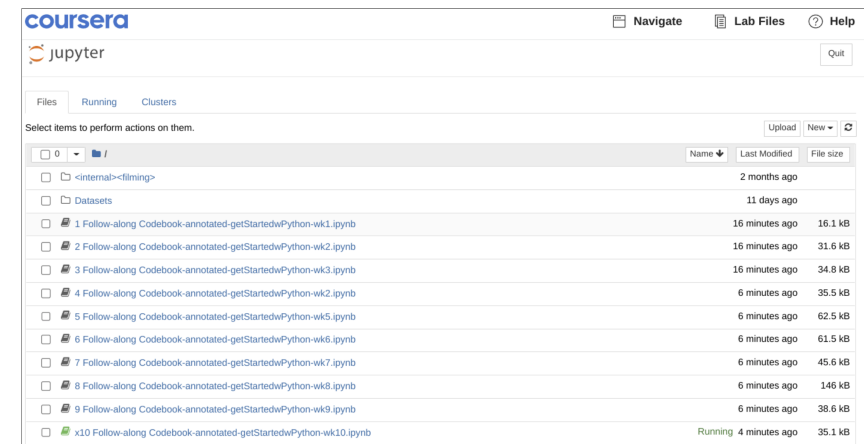 coursera Navigate Lab Files ? Help
jupyter Quit
Files Running Clusters
Select items to perform actions on them. Upload New
0 / Name Last Modified File size
<internal><filming> 2 months ago
Datasets 11 days ago
1 Follow-along Codebook-annotated-getStartedwPython-wk1.ipynb 16 minutes ago 16.1 kB
2 Follow-along Codebook-annotated-getStartedwPython-wk2.ipynb 16 minutes ago 31.6 kB
3 Follow-along Codebook-annotated-getStartedwPython-wk3.ipynb 16 minutes ago 34.8 kB
4 Follow-along Codebook-annotated-getStartedwPython-wk2.ipynb 6 minutes ago 35.5 kB
5 Follow-along Codebook-annotated-getStartedwPython-wk5.ipynb 6 minutes ago 62.5 kB
6 Follow-along Codebook-annotated-getStartedwPython-wk6.ipynb 6 minutes ago 61.5 kB
7 Follow-along Codebook-annotated-getStartedwPython-wk7.ipynb 6 minutes ago 45.6 kB
8 Follow-along Codebook-annotated-getStartedwPython-wk8.ipynb 6 minutes ago 146 kB
9 Follow-along Codebook-annotated-getStartedwPython-wk9.ipynb 6 minutes ago 38.6 kB
x10 Follow-along Codebook-annotated-getStartedwPython-wk10.ipynb Running 4 minutes ago 35.1 kB